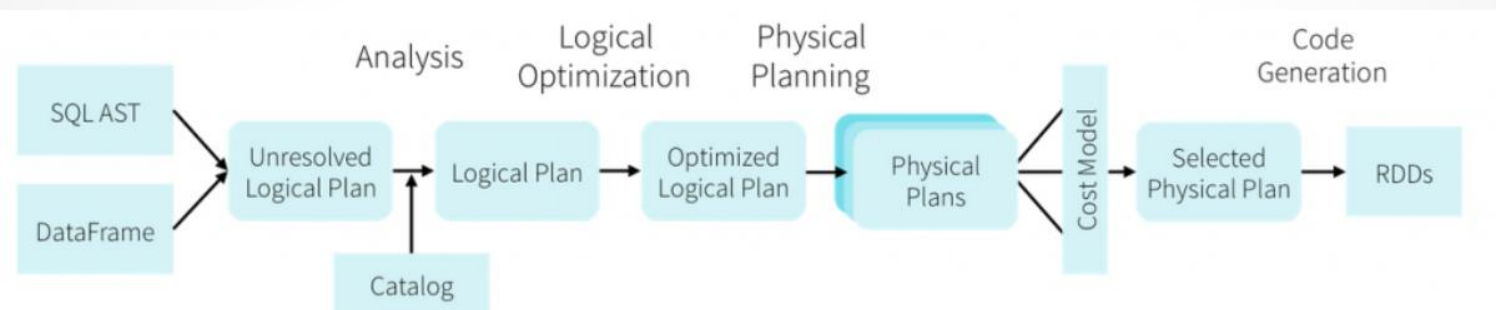 Analysis
Logical
Optimization
Physical
Planning
Code
Generation
SQL AST
DataFrame
Unresolved
Logical Plan
Catalog
Logical Plan
Optimized
Logical Plan
Physical
Plans
Cost Model
Selected
Physical Plan
RDDs